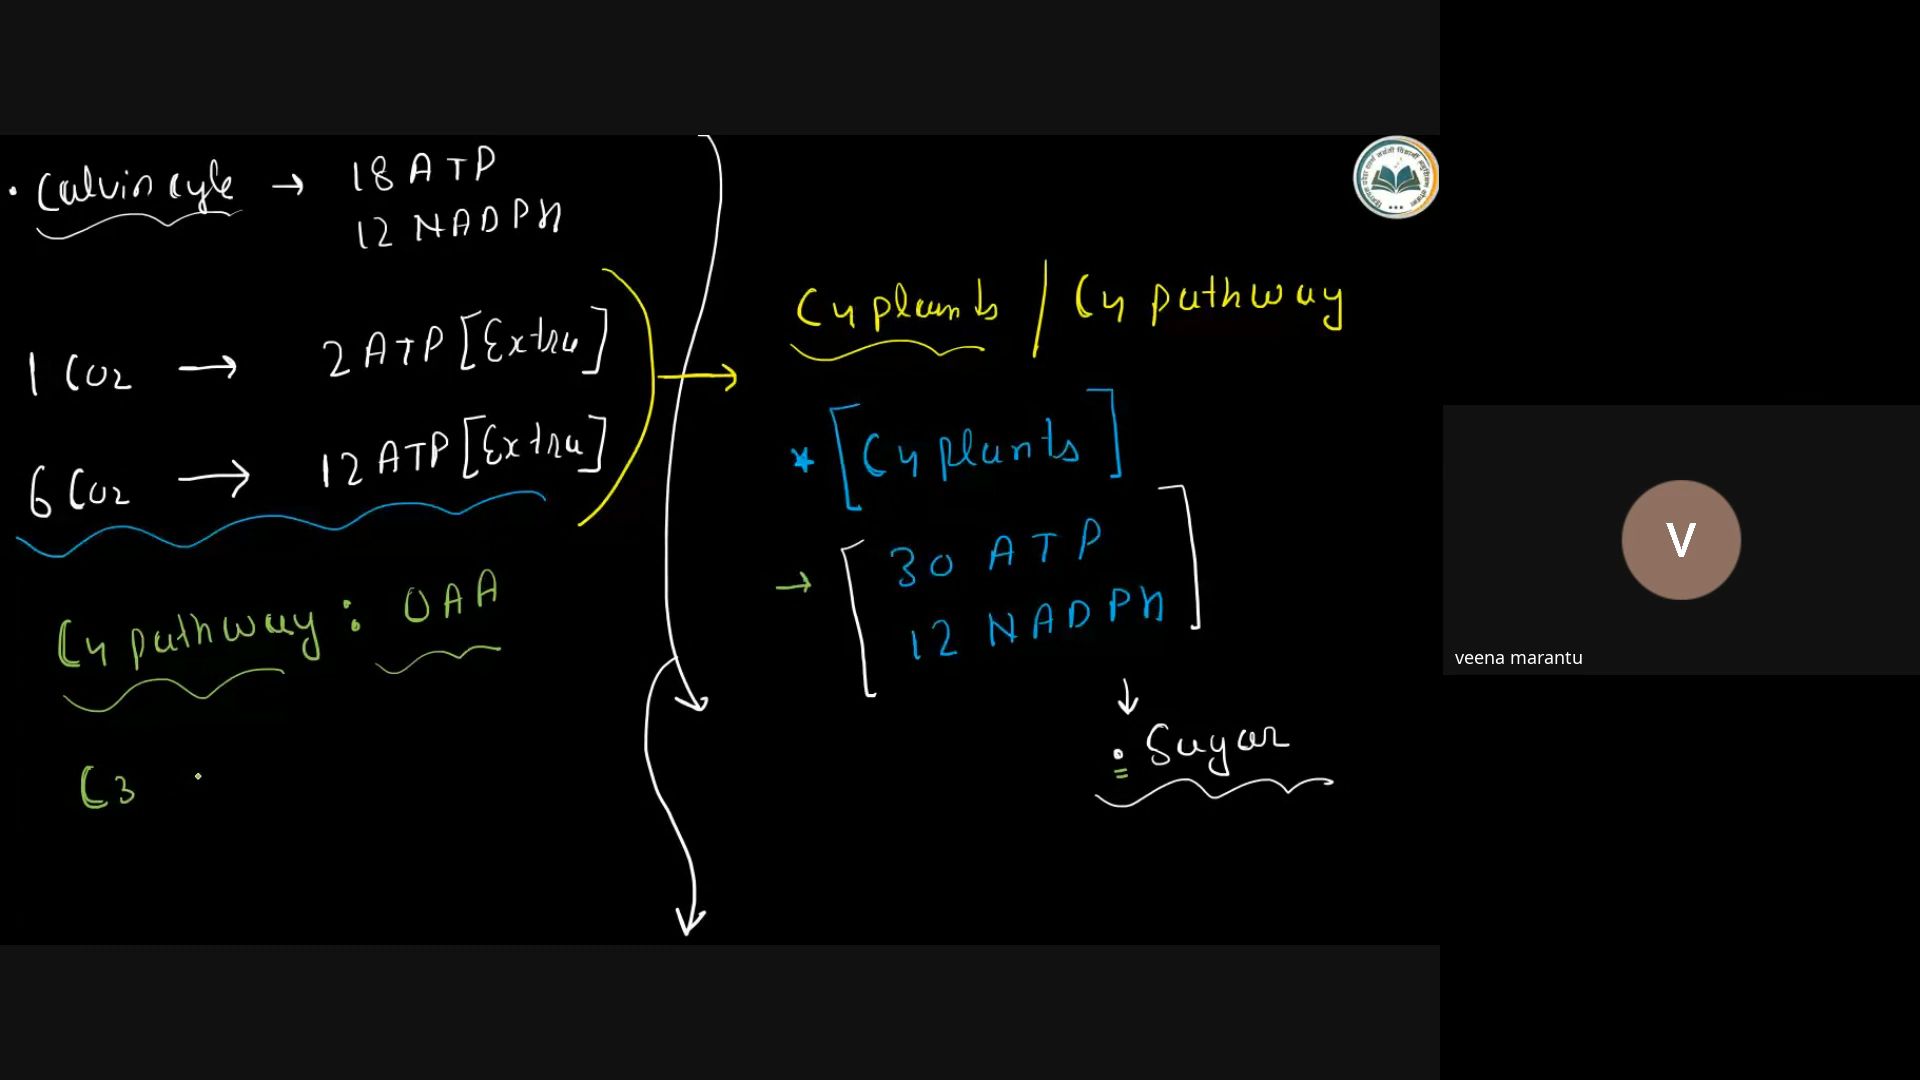 • Calvin cycle → 18 ATP
12 NADPH
1 CO2 → 2 ATP [Extra]
6 CO2 → 12 ATP [Extra]
C4 pathway : OAA
C3
C4 plants / C4 pathway
* [C4 plants]
→ [30 ATP
12 NADPH]
↓
: Sugar
V
veena marantu